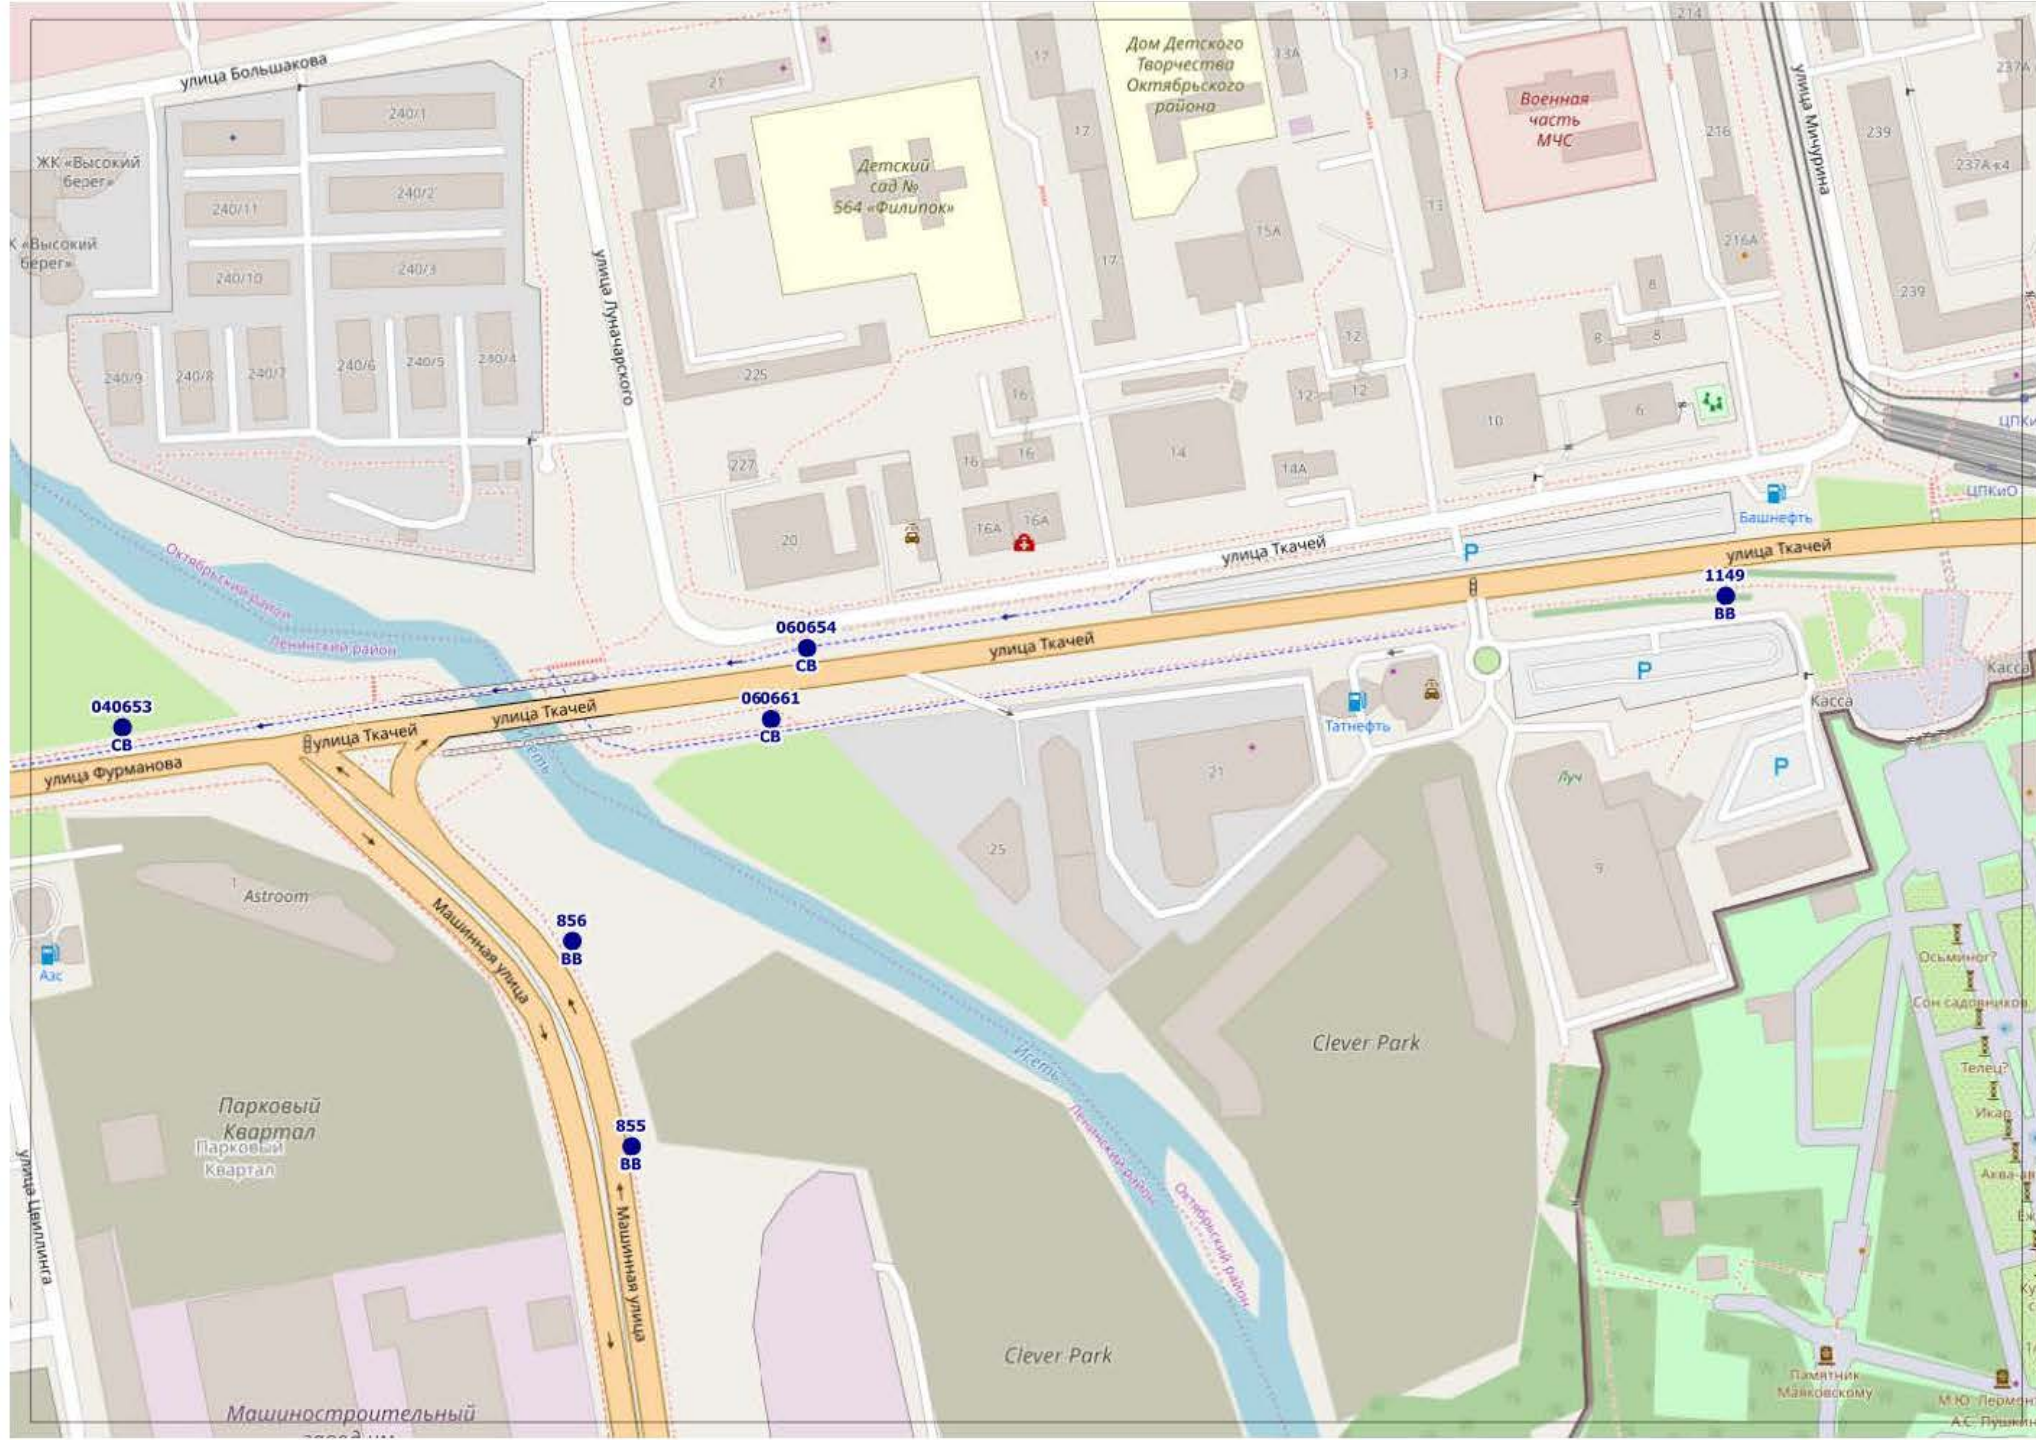 214
улица Большакова
17
Дом Детского
Творчества
Октябрьского
района
13А
13
Военная
часть
МЧС
улица Мичурина
237А
21
240/1
17
216
239
ЖК «Высокий
берег»
Детский
сад №
564 «Филипок»
237А к4
240/11
240/2
13
К «Высокий
берег»
15А
216А
240/10
240/3
улица Луначарского
17
8
239
12
8
8
240/9
240/8
240/7
240/6
240/5
240/4
225
16
12
12
10
6
227
16
16
14
14А
ЦПКиО
20
16А
16А
Башнефть
Октябрьский район
улица Ткачей
P
улица Ткачей
1149
ВВ
Ленинский район
060654
СВ
улица Ткачей
P
Касса
Касса
040653
СВ
060661
СВ
улица Ткачей
Татнефть
улица Ткачей
Исеть
улица Фурманова
21
Луч
P
25
9
1
Astroom
Машинная улица
856
ВВ
Азс
Осьминог?
Сон садовников
Clever Park
Исеть
Телец?
Парковый
Квартал
Парковый
Квартал
Икар
855
ВВ
Ленинский район
Октябрьский район
улица Цвиллинга
Машинная улица
Clever Park
Памятник
Маяковскому
М.Ю. Лермон
А.С. Пушкин
Машиностроительный